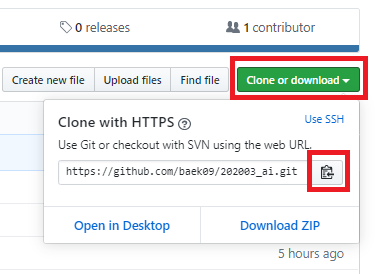 0 releases
1 contributor
Create new file
Upload files
Find file
Clone or download
Clone with HTTPS
Use SSH
Use Git or checkout with SVN using the web URL.
https://github.com/baek09/202003_ai.git
Open in Desktop
Download ZIP
5 hours ago